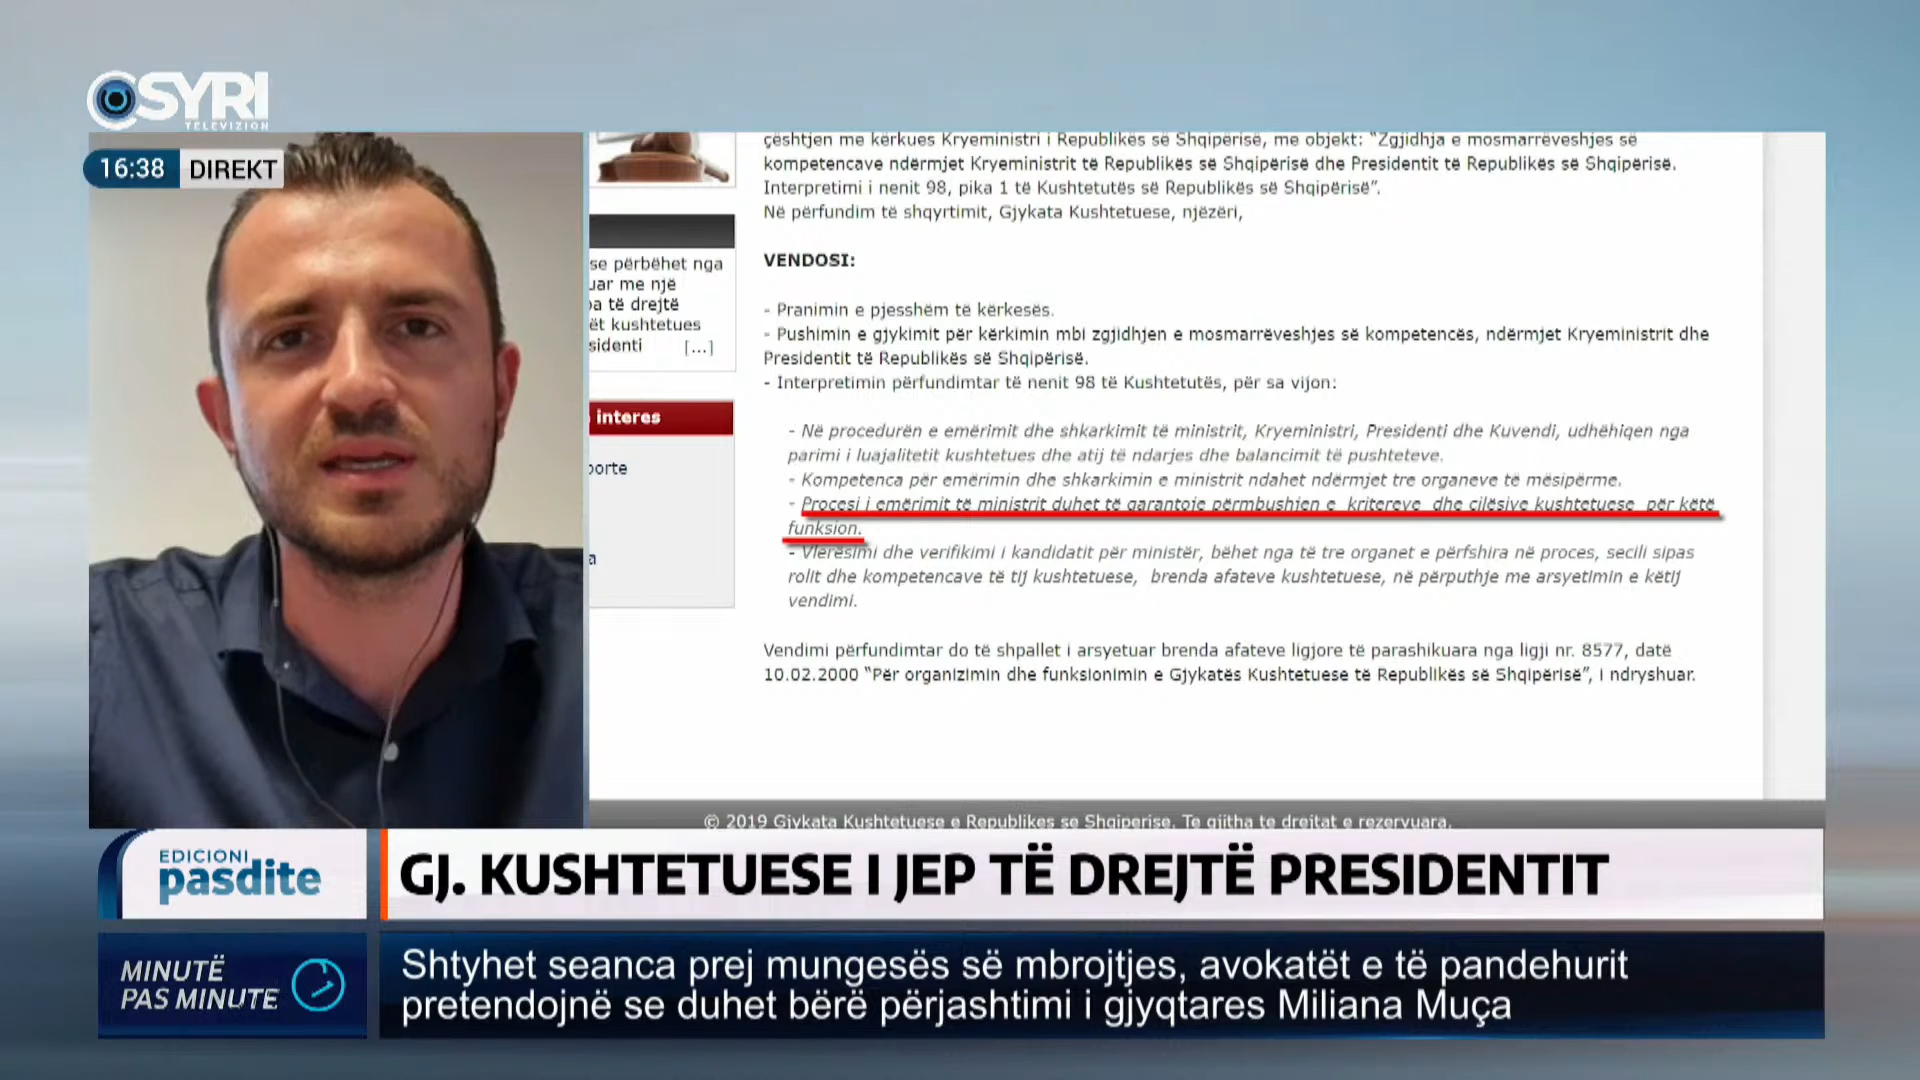 SYRI
TELEVIZION
16:38 DIREKT
çështjen me kërkues Kryeministri i Republikës së Shqipërisë, me objekt: “Zgjidhja e mosmarrëveshjes së
kompetencave ndërmjet Kryeministrit të Republikës së Shqipërisë dhe Presidentit të Republikës së Shqipërisë.
Interpretimi i nenit 98, pika 1 të Kushtetutës së Republikës së Shqipërisë”.
Në përfundim të shqyrtimit, Gjykata Kushtetuese, njëzëri,
VENDOSI:
- Pranimin e pjesshëm të kërkesës.
- Pushimin e gjykimit për kërkimin mbi zgjidhjen e mosmarrëveshjes së kompetencës, ndërmjet Kryeministrit dhe
Presidentit të Republikës së Shqipërisë.
- Interpretimin përfundimtar të nenit 98 të Kushtetutës, për sa vijon:
- Në procedurën e emërimit dhe shkarkimit të ministrit, Kryeministri, Presidenti dhe Kuvendi, udhëhiqen nga
parimi i luajalitetit kushtetues dhe atij të ndarjes dhe balancimit të pushteteve.
- Kompetenca për emërimin dhe shkarkimin e ministrit ndahet ndërmjet tre organeve të mësipërme.
- Procesi i emërimit të ministrit duhet të garantoje përmbushjen e kritereve dhe cilësive kushtetuese për këtë
funksion.
- Vlerësimi dhe verifikimi i kandidatit për ministër, bëhet nga të tre organet e përfshira në proces, secili sipas
rolit dhe kompetencave të tij kushtetuese, brenda afateve kushtetuese, në përputhje me arsyetimin e këtij
vendimi.
Vendimi përfundimtar do të shpallet i arsyetuar brenda afateve ligjore të parashikuara nga ligji nr. 8577, datë
10.02.2000 “Për organizimin dhe funksionimin e Gjykatës Kushtetuese të Republikës së Shqipërisë”, i ndryshuar.
se përbëhet nga
uar me një
pa të drejtë
ët kushtetues
sidenti [...]
interes
porte
a
© 2019 Gjykata Kushtetuese e Republikes se Shqiperise. Te gjitha te drejtat e rezervuara.
EDICIONI
pasdite
GJ. KUSHTETUESE I JEP TË DREJTË PRESIDENTIT
MINUTË
PAS MINUTE
Shtyhet seanca prej mungesës së mbrojtjes, avokatët e të pandehurit
pretendojnë se duhet bërë përjashtimi i gjyqtares Miliana Muça